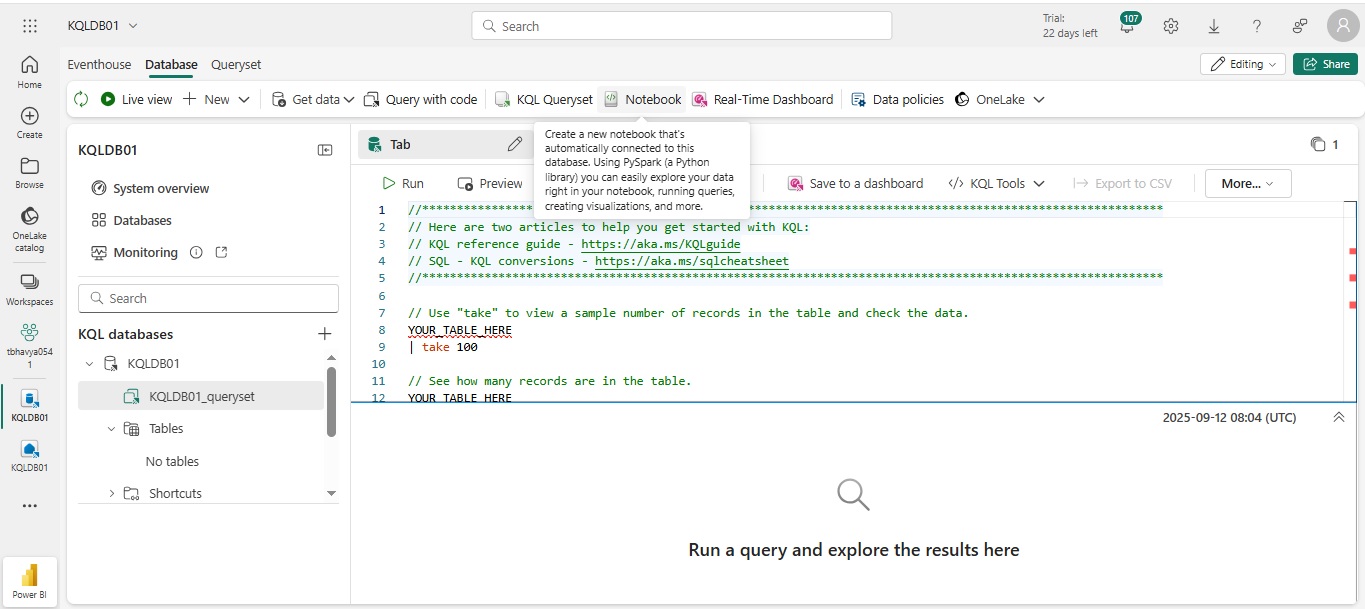 KQLDB01
Search
Trial:
22 days left
107
Home
Create
Browse
OneLake
catalog
Workspaces
tbhavya054
1
KQLDB01
KQLDB01
Power BI
Eventhouse Database Queryset
Editing
Share
Live view New Get data Query with code KQL Queryset Notebook Real-Time Dashboard Data policies OneLake
KQLDB01
System overview
Databases
Monitoring
Search
KQL databases
KQLDB01
KQLDB01_queryset
Tables
No tables
Shortcuts
Tab
1
Create a new notebook that's
automatically connected to this
database. Using PySpark (a Python
library) you can easily explore your data
right in your notebook, running queries,
creating visualizations, and more.
Run Preview Save to a dashboard KQL Tools Export to CSV More...
1 //************************************************************************************************************
2 // Here are two articles to help you get started with KQL:
3 // KQL reference guide - https://aka.ms/KQLguide
4 // SQL - KQL conversions - https://aka.ms/sqlcheatsheet
5 //************************************************************************************************************
6
7 // Use "take" to view a sample number of records in the table and check the data.
8 YOUR_TABLE_HERE
9 | take 100
10
11 // See how many records are in the table.
12 YOUR_TABLE_HERE
2025-09-12 08:04 (UTC)
Run a query and explore the results here